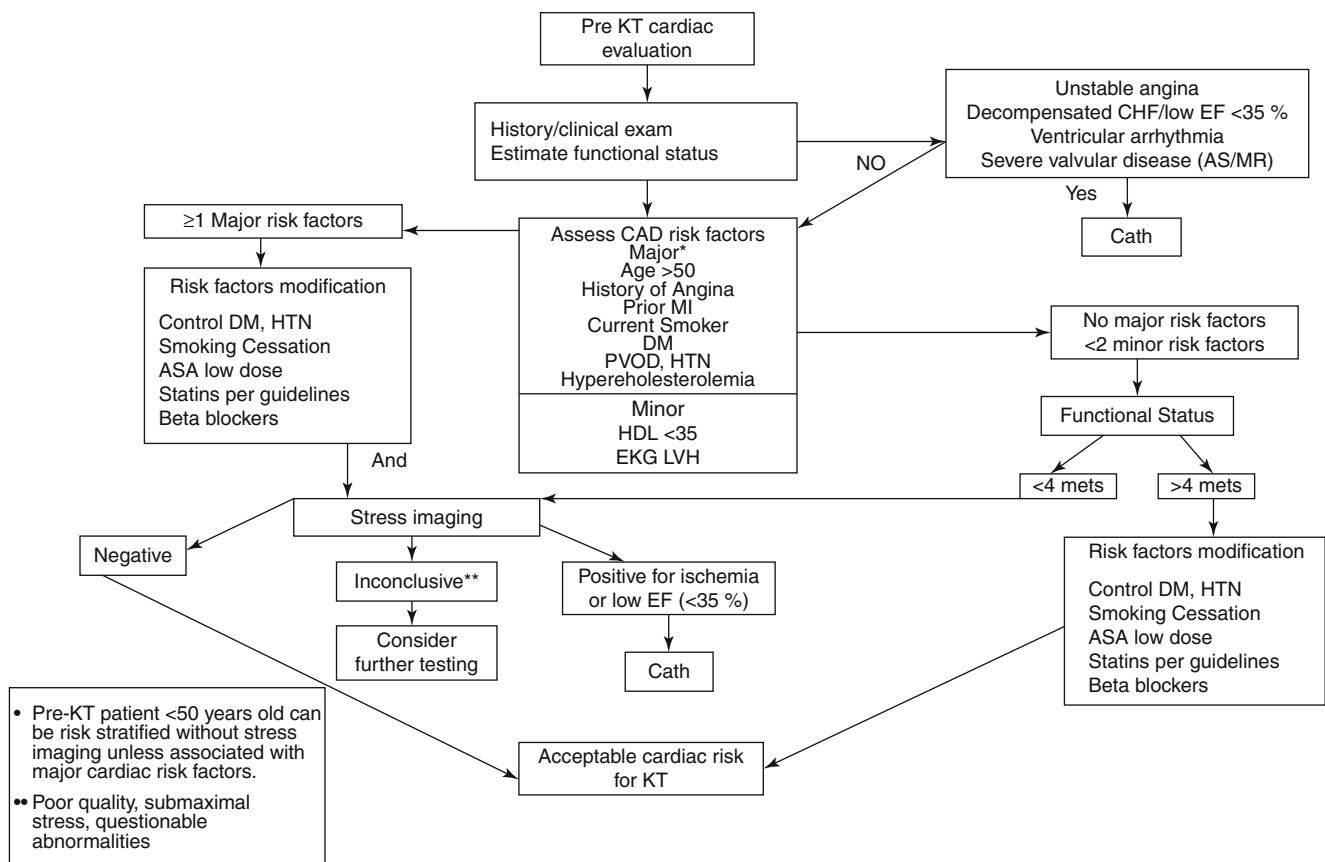 Pre KT cardiac
evaluation
History/clinical exam
Estimate functional status
NO
Unstable angina
Decompensated CHF/low EF <35 %
Ventricular arrhythmia
Severe valvular disease (AS/MR)
Yes
Cath
≥1 Major risk factors
Risk factors modification
Control DM, HTN
Smoking Cessation
ASA low dose
Statins per guidelines
Beta blockers
And
Assess CAD risk factors
Major*
Age >50
History of Angina
Prior MI
Current Smoker
DM
PVOD, HTN
Hypereholesterolemia
Minor
HDL <35
EKG LVH
No major risk factors
<2 minor risk factors
Functional Status
<4 mets
>4 mets
Stress imaging
Negative
Inconclusive**
Consider
further testing
Positive for ischemia
or low EF (<35 %)
Cath
Risk factors modification
Control DM, HTN
Smoking Cessation
ASA low dose
Statins per guidelines
Beta blockers
Acceptable cardiac risk
for KT
• Pre-KT patient <50 years old can
be risk stratified without stress
imaging unless associated with
major cardiac risk factors.
•• Poor quality, submaximal
stress, questionable
abnormalities